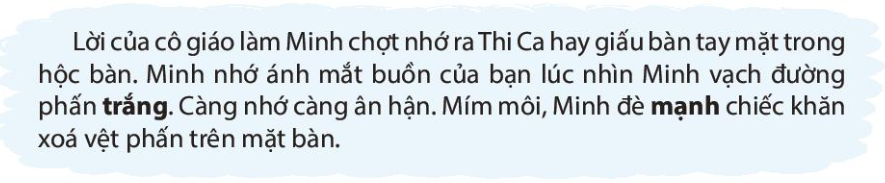 Lời của cô giáo làm Minh chợt nhớ ra Thi Ca hay giấu bàn tay mặt trong
hộc bàn. Minh nhớ ánh mắt buồn của bạn lúc nhìn Minh vạch đường
phấn trắng. Càng nhớ càng ân hận. Mím môi, Minh đè mạnh chiếc khăn
xoá vệt phấn trên mặt bàn.